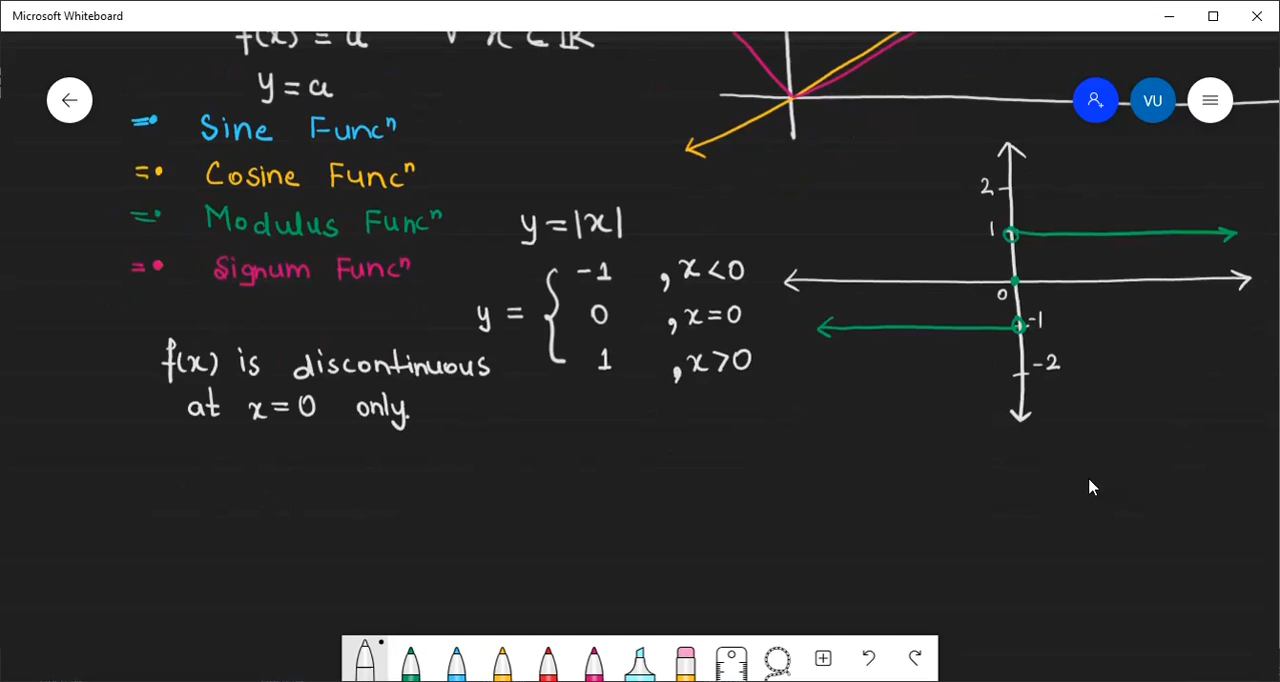 Microsoft Whiteboard
f(x) = a ∀ x ∈ ℝ
y = a
VU
=• Sine Funcⁿ
=• Cosine Funcⁿ
=• Modulus Funcⁿ y = |x|
=• Signum Funcⁿ
y = { -1 , x < 0
0 , x = 0
1 , x > 0
f(x) is discontinuous
at x = 0 only.
2
1
0
-1
-2